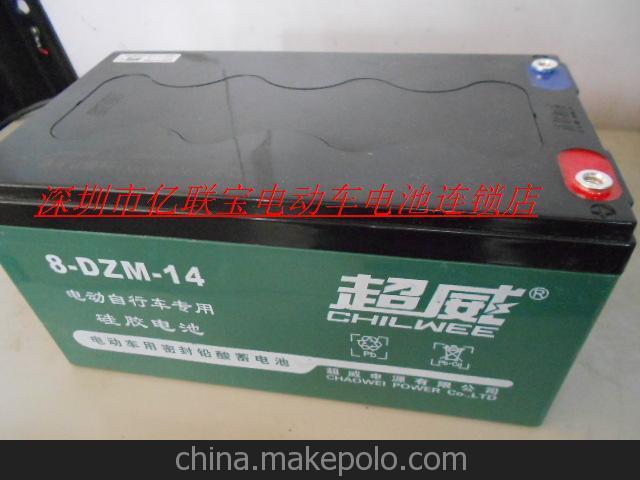 深圳市亿联宝电动车电池连锁店
8-DZM-14
电动自行车专用
硅胶电池
电动车用密封铅酸蓄电池
超威®
CHILWEE
Pb
超威电源有限公司
CHAOWEI POWER Co.,LTD
china.makepolo.com